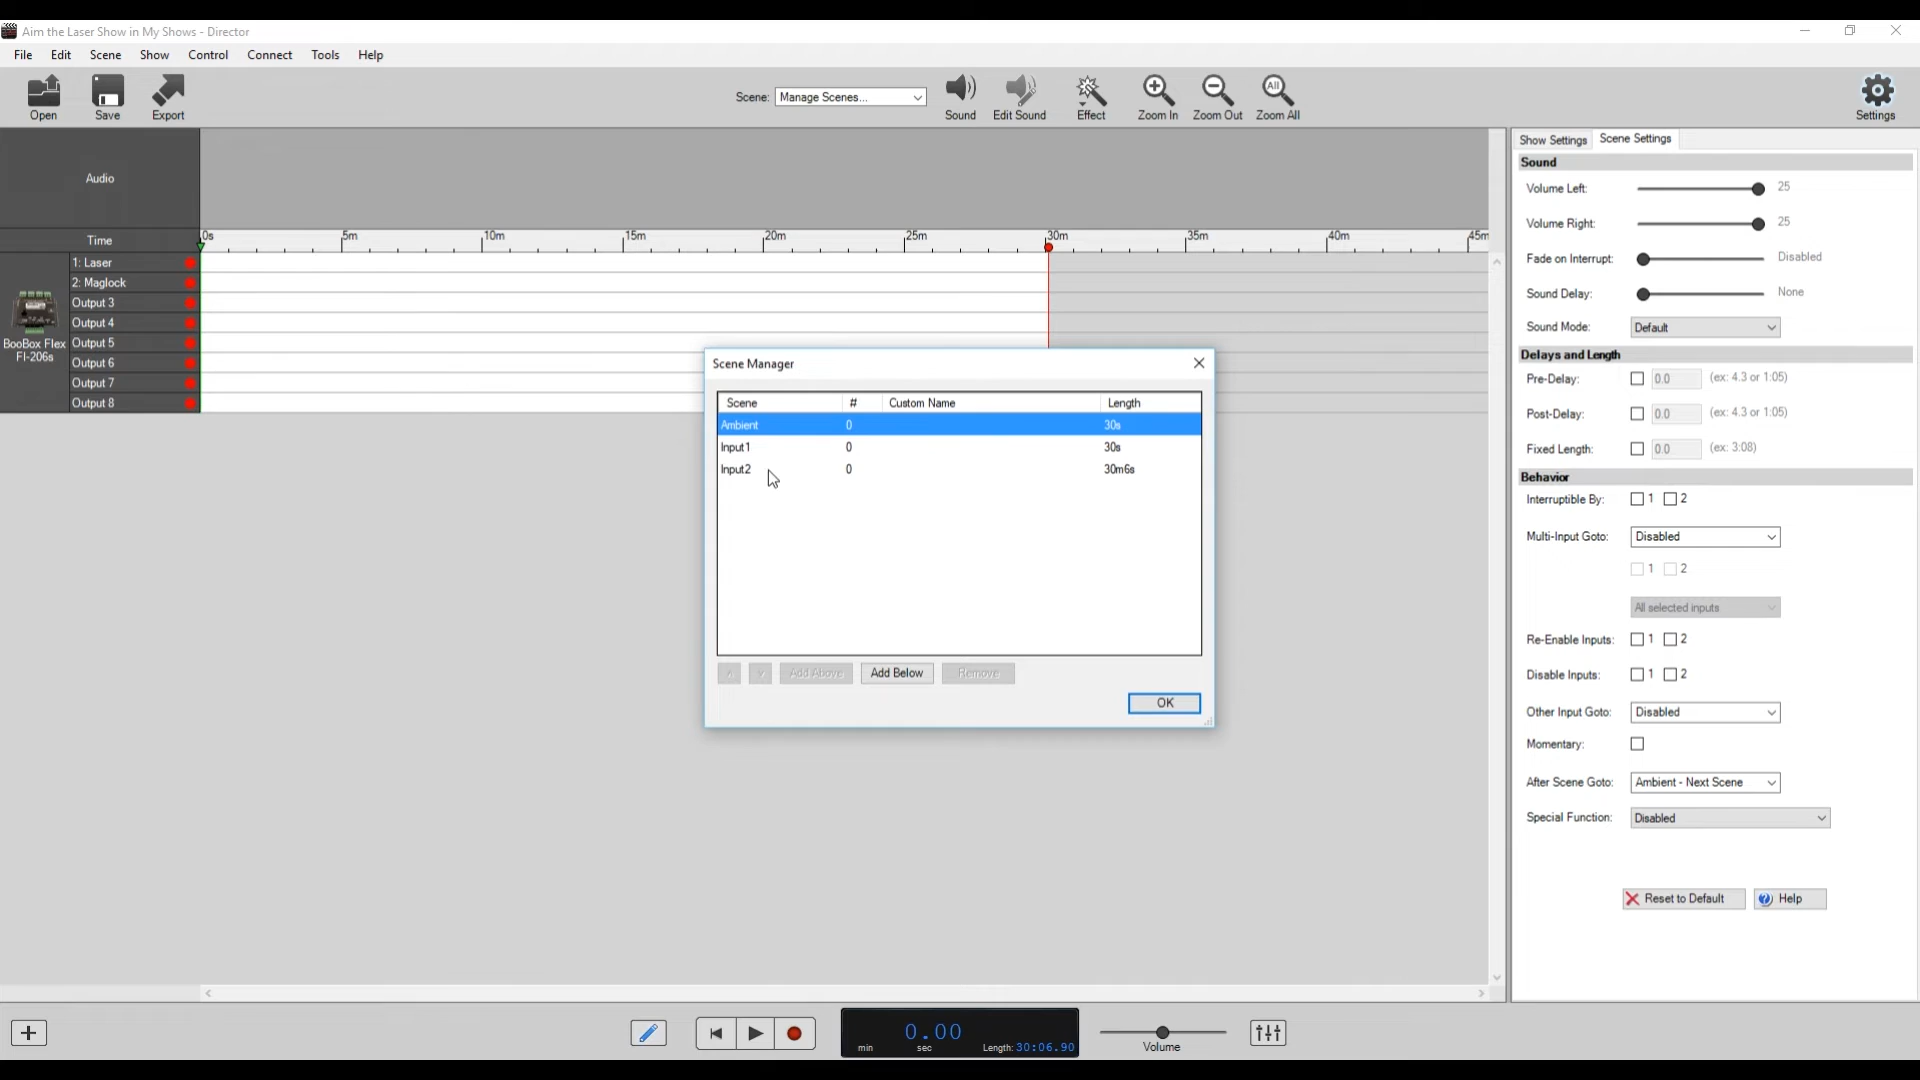 Aim the Laser Show in My Shows - Director
File Edit Scene Show Control Connect Tools Help
Open Save Export Scene: Manage Scenes... Sound Edit Sound Effect Zoom In Zoom Out All Zoom All Settings
Show Settings Scene Settings
Audio
Time 0s 5m 10m 15m 20m 25m 30m 35m 40m 45m
1: Laser
2: Maglock
Output 3
Output 4
Output 5
Output 6
Output 7
Output 8
BooBox Flex
FI-206s
Scene Manager
Scene # Custom Name Length
Ambient 0 30s
Input1 0 30s
Input2 0 30m6s
Add Above Add Below Remove
OK
Sound
Volume Left: 25
Volume Right: 25
Fade on Interrupt: Disabled
Sound Delay: None
Sound Mode: Default
Delays and Length
Pre-Delay: 0.0 (ex: 4.3 or 1:05)
Post-Delay: 0.0 (ex: 4.3 or 1:05)
Fixed Length: 0.0 (ex: 3:08)
Behavior
Interruptible By: 1 2
Multi-Input Goto: Disabled
1 2
All selected inputs
Re-Enable Inputs: 1 2
Disable Inputs: 1 2
Other Input Goto: Disabled
Momentary:
After Scene Goto: Ambient - Next Scene
Special Function: Disabled
Reset to Default Help
0.00
min sec Length: 30:06.90
Volume